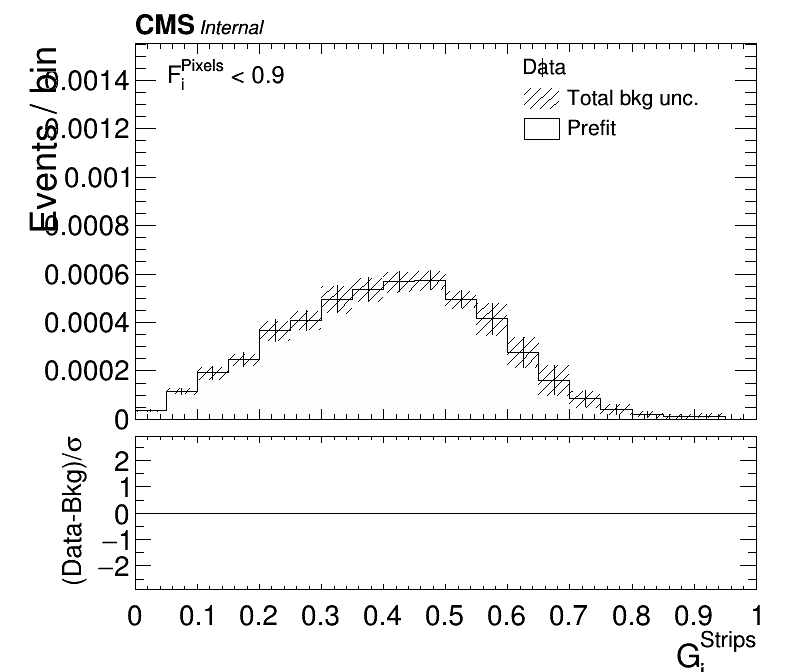 CMS Internal
F_i^Pixels < 0.9
Data
Total bkg unc.
Prefit
Events / bin
0.0014
0.0012
0.001
0.0008
0.0006
0.0004
0.0002
0
(Data-Bkg)/σ
2
1
0
−1
−2
0 0.1 0.2 0.3 0.4 0.5 0.6 0.7 0.8 0.9 1
G_i^Strips